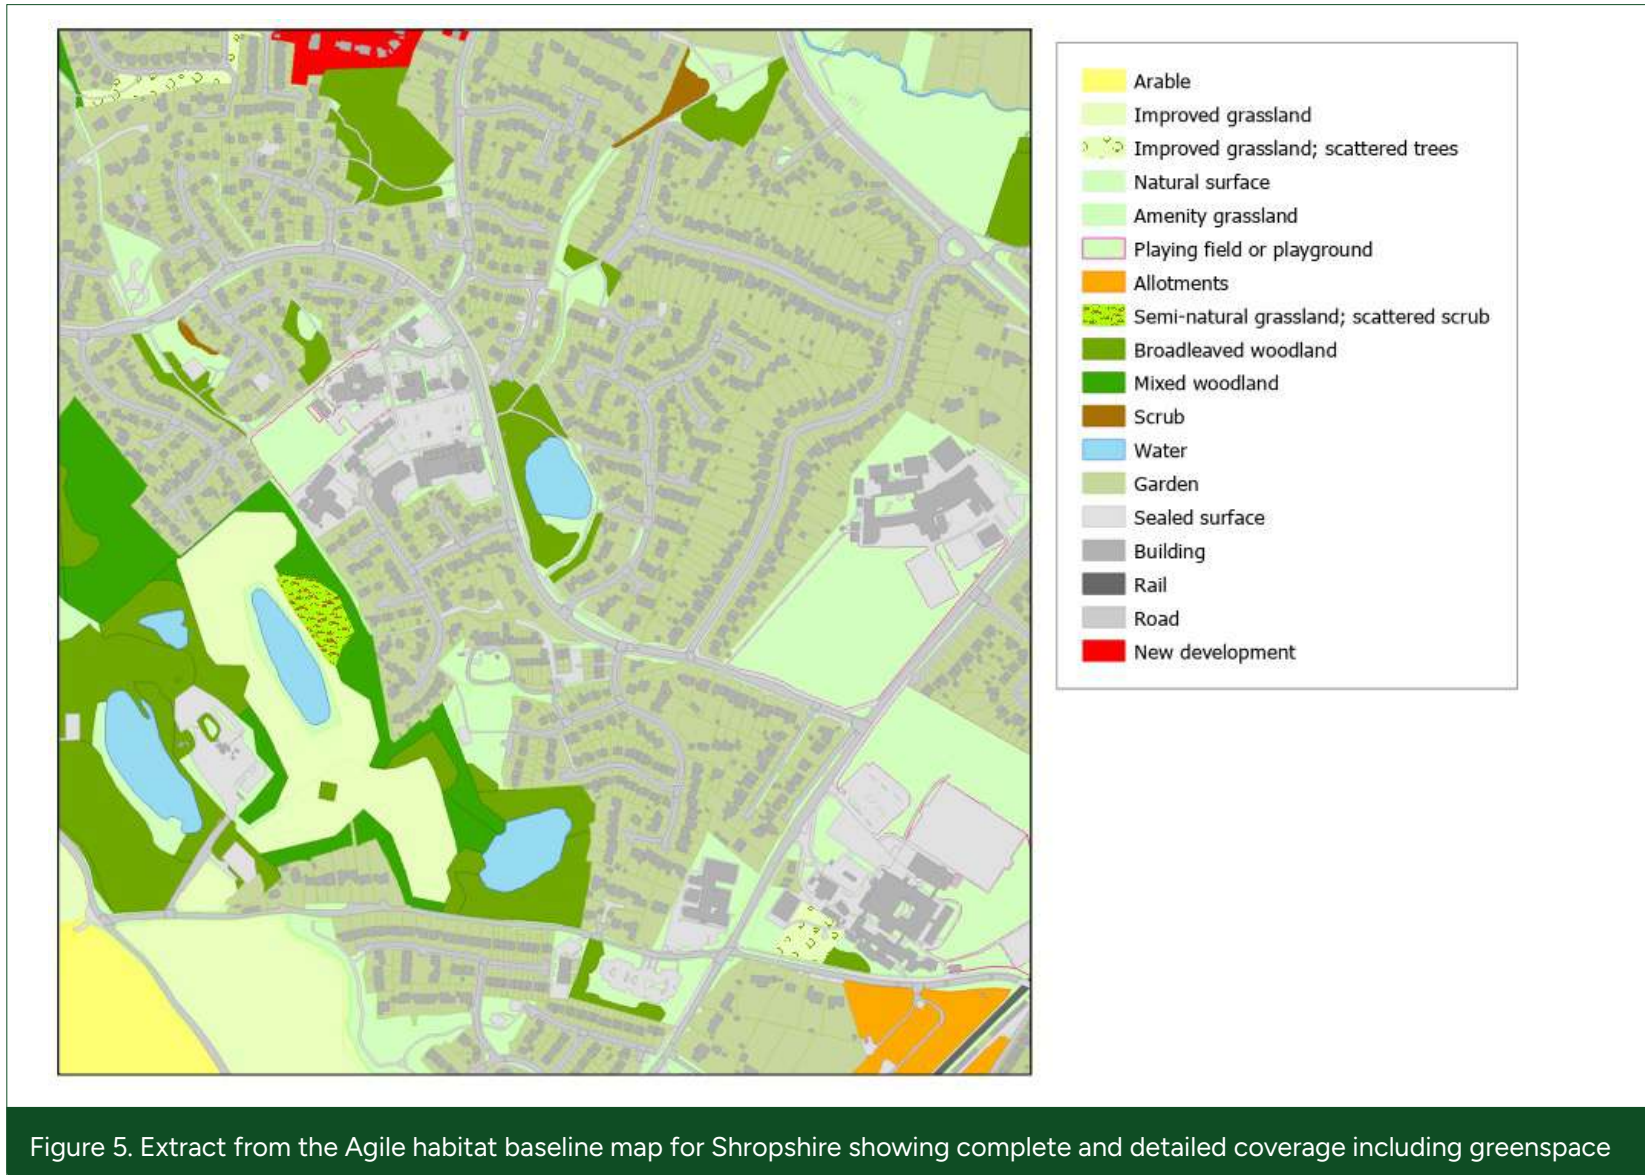 Arable
Improved grassland
Improved grassland; scattered trees
Natural surface
Amenity grassland
Playing field or playground
Allotments
Semi-natural grassland; scattered scrub
Broadleaved woodland
Mixed woodland
Scrub
Water
Garden
Sealed surface
Building
Rail
Road
New development
Figure 5. Extract from the Agile habitat baseline map for Shropshire showing complete and detailed coverage including greenspace